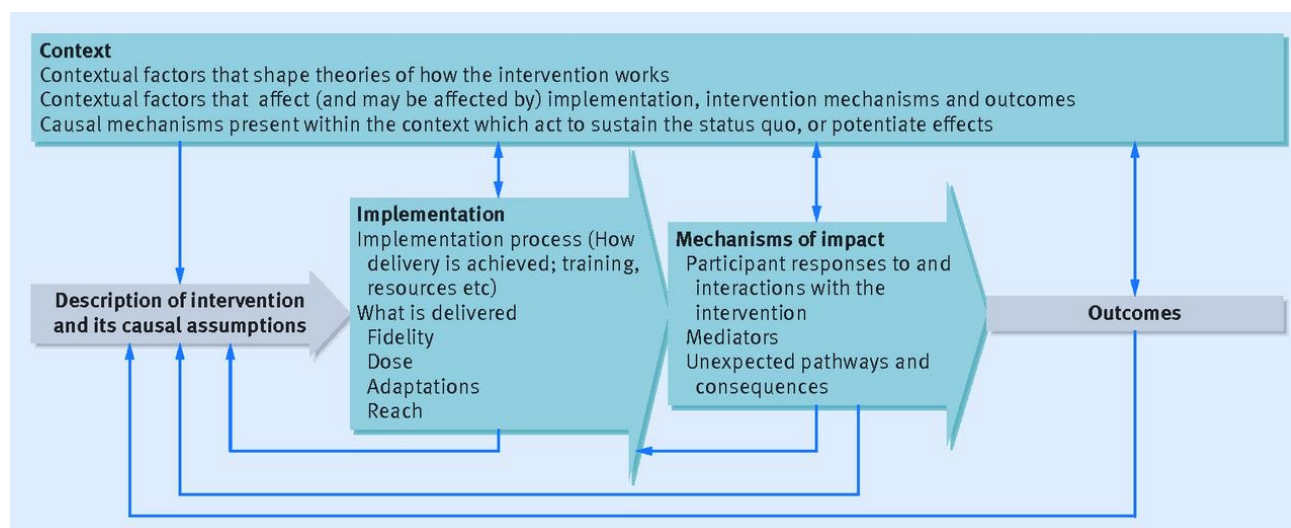 Context
Contextual factors that shape theories of how the intervention works
Contextual factors that affect (and may be affected by) implementation, intervention mechanisms and outcomes
Causal mechanisms present within the context which act to sustain the status quo, or potentiate effects
Description of intervention
and its causal assumptions
Implementation
Implementation process (How
delivery is achieved; training,
resources etc)
What is delivered
Fidelity
Dose
Adaptations
Reach
Mechanisms of impact
Participant responses to and
interactions with the
intervention
Mediators
Unexpected pathways and
consequences
Outcomes